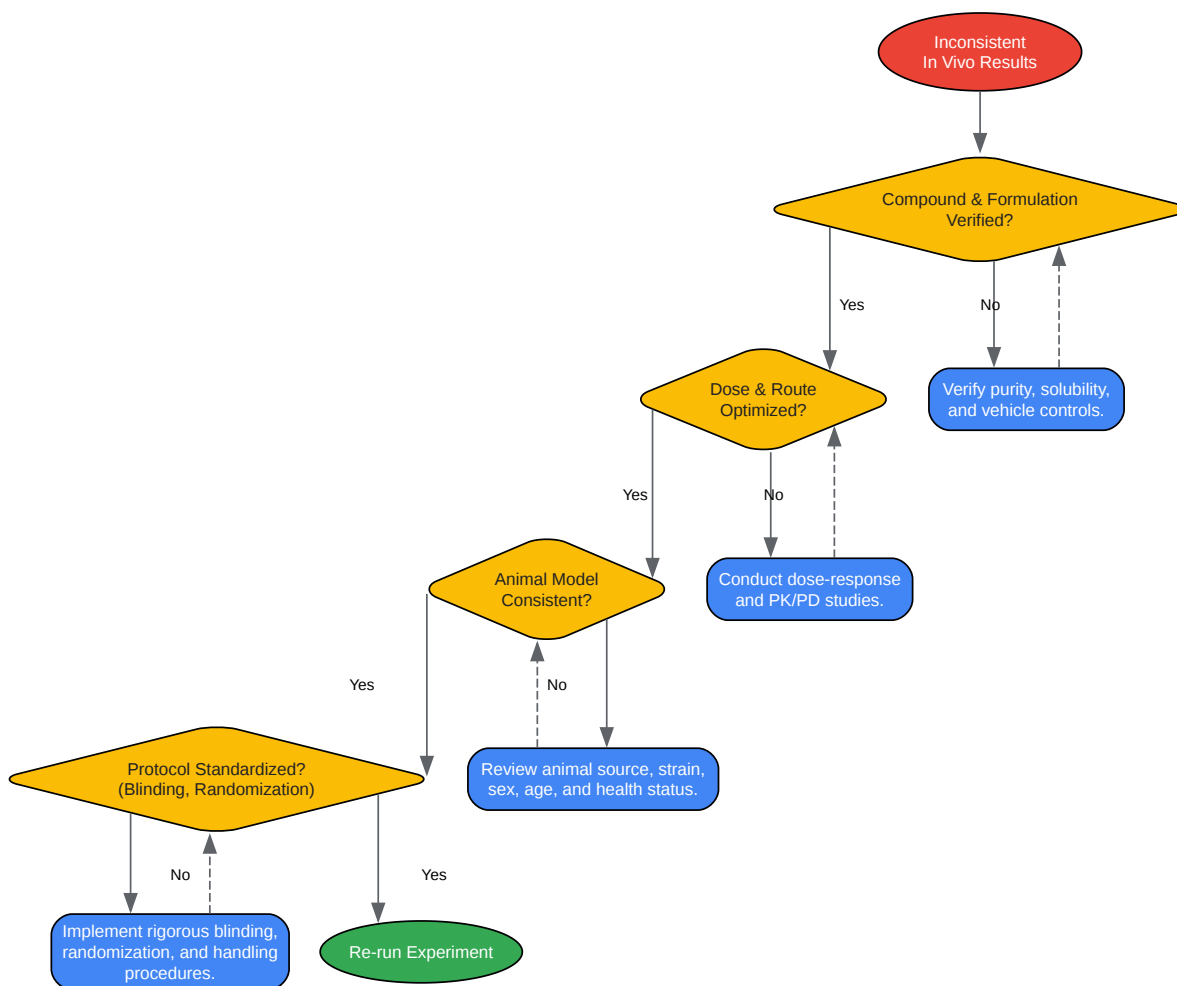 Inconsistent
In Vivo Results
Compound & Formulation
Verified?
Yes
No
Dose & Route
Optimized?
Verify purity, solubility,
and vehicle controls.
Yes
No
Animal Model
Consistent?
Conduct dose-response
and PK/PD studies.
Yes
No
Protocol Standardized?
(Blinding, Randomization)
Review animal source, strain,
sex, age, and health status.
No
Yes
Implement rigorous blinding,
randomization, and handling
procedures.
Re-run Experiment